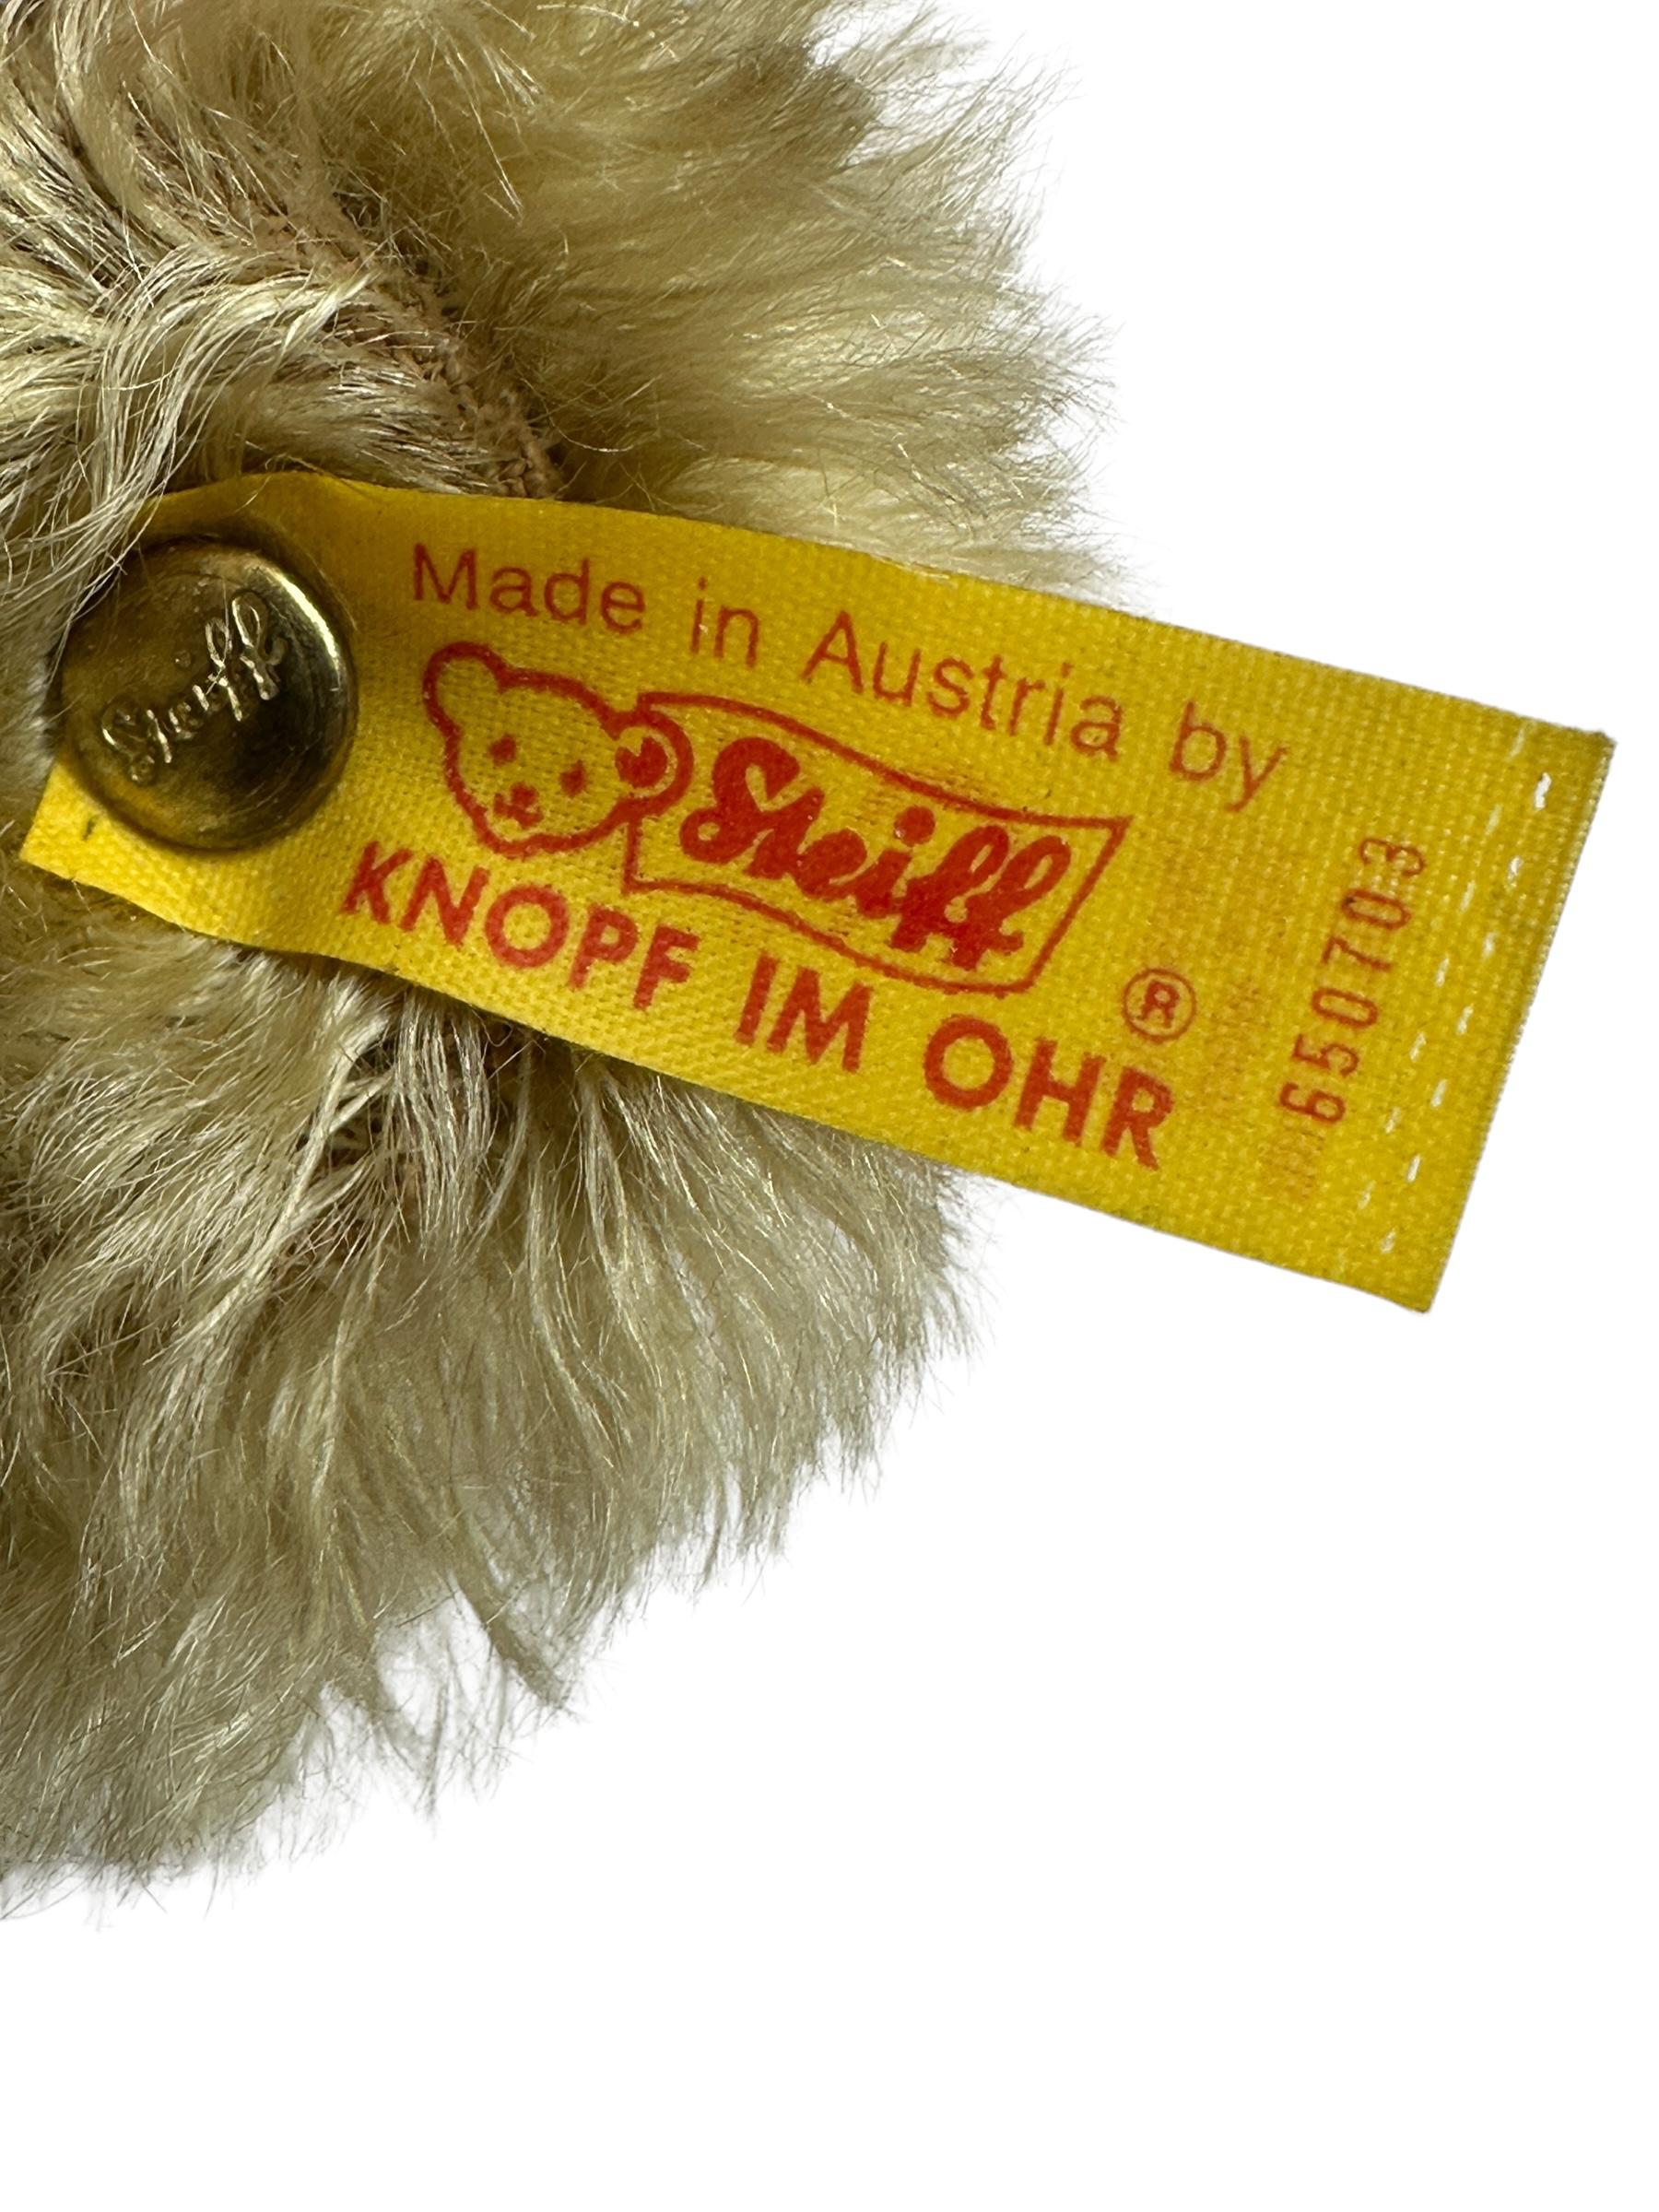 Steiff
Made in Austria by
Steiff
KNOPF IM OHR ®
650703